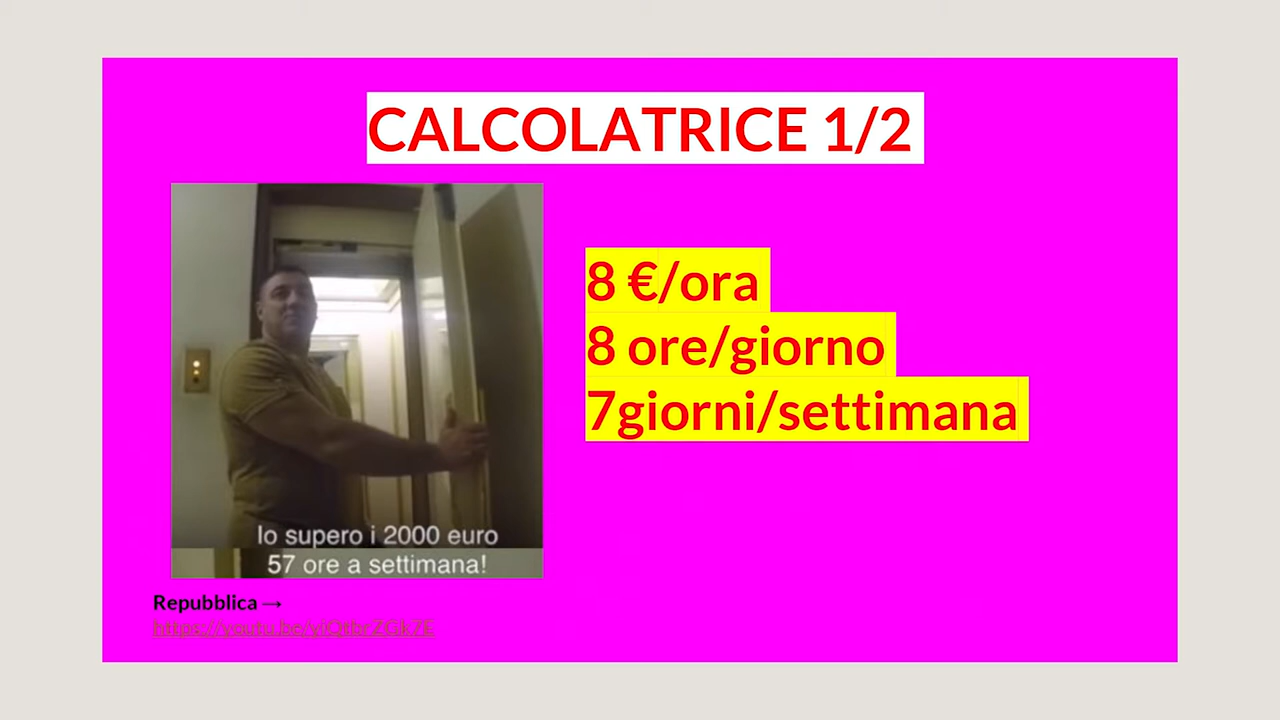 CALCOLATRICE 1/2
8 €/ora
8 ore/giorno
7giorni/settimana
Io supero i 2000 euro
57 ore a settimana!
Repubblica →